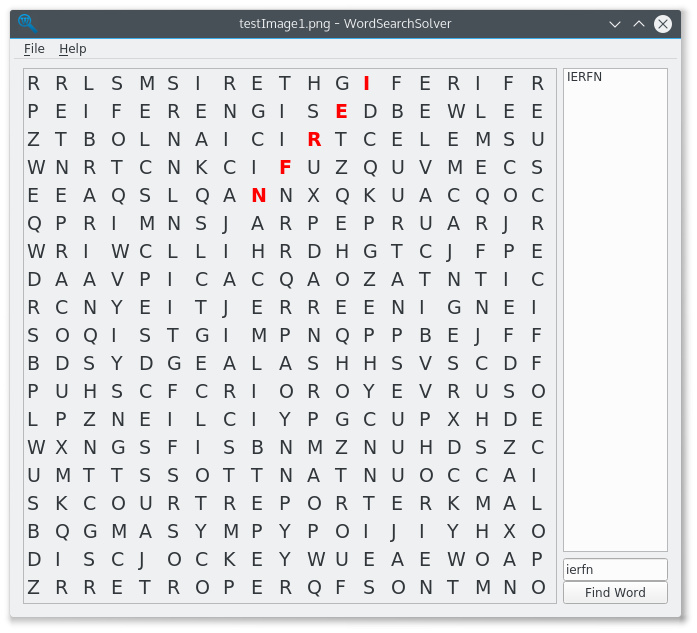 testImage1.png – WordSearchSolver
File Help
R R L S M S I R E T H G I F E R I F R
P E I F E R E N G I S E D B E W L E E
Z T B O L N A I C I R T C E L E M S U
W N R T C N K C I F U Z Q U V M E C S
E E A Q S L Q A N N X Q K U A C Q O C
Q P R I M N S J A R P E P R U A R J R
W R I W C L L I H R D H G T C J F P E
D A A V P I C A C Q A O Z A T N T I C
R C N Y E I T J E R R E E N I G N E I
S O Q I S T G I M P N Q P P B E J F F
B D S Y D G E A L A S H H S V S C D F
P U H S C F C R I O R O Y E V R U S O
L P Z N E I L C I Y P G C U P X H D E
W X N G S F I S B N M Z N U H D S Z C
U M T T S S O T T N A T N U O C C A I
S K C O U R T R E P O R T E R K M A L
B Q G M A S Y M P Y P O I J I Y H X O
D I S C J O C K E Y W U E A E W O A P
Z R R E T R O P E R Q F S O N T M N O
IERFN
ierfn
Find Word